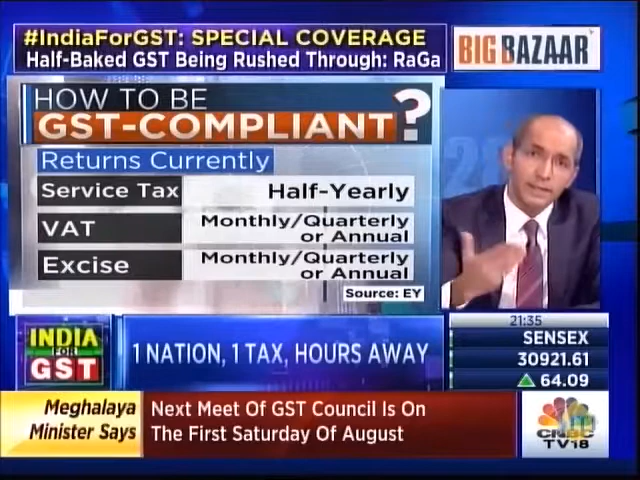 #IndiaForGST: SPECIAL COVERAGE
Half-Baked GST Being Rushed Through: RaGa
BIG BAZAAR
HOW TO BE
GST-COMPLIANT?
Returns Currently
Service Tax Half-Yearly
VAT Monthly/Quarterly
or Annual
Excise Monthly/Quarterly
or Annual
Source: EY
INDIA
FOR
GST
1 NATION, 1 TAX, HOURS AWAY
21:35
SENSEX
30921.61
▲ 64.09
Meghalaya
Minister Says
Next Meet Of GST Council Is On
The First Saturday Of August
CNBC
TV18